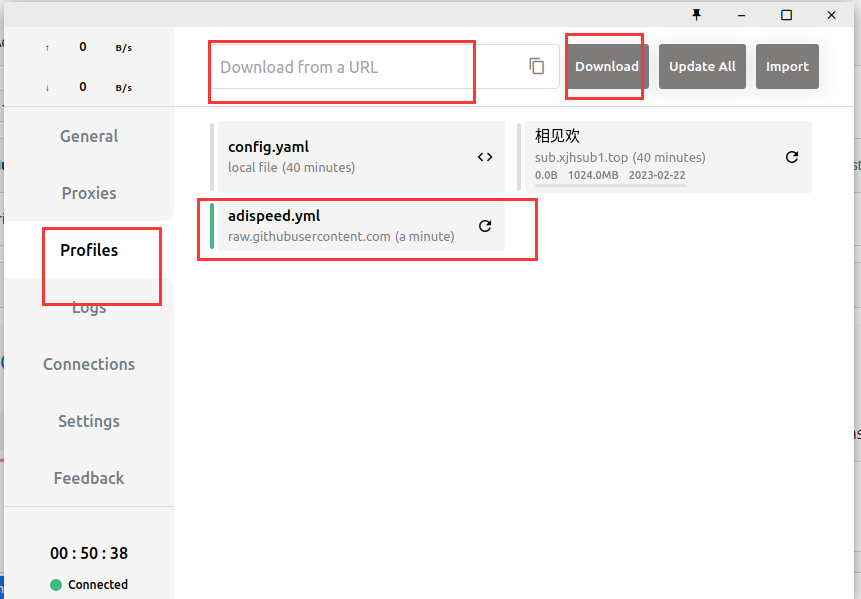 ↑ 0 B/s
↓ 0 B/s
Download from a URL
Download
Update All
Import
General
Proxies
Profiles
Logs
Connections
Settings
Feedback
00 : 50 : 38
Connected
config.yaml
local file (40 minutes)
相见欢
sub.xjhsub1.top (40 minutes)
0.0B 1024.0MB 2023-02-22
adispeed.yml
raw.githubusercontent.com (a minute)